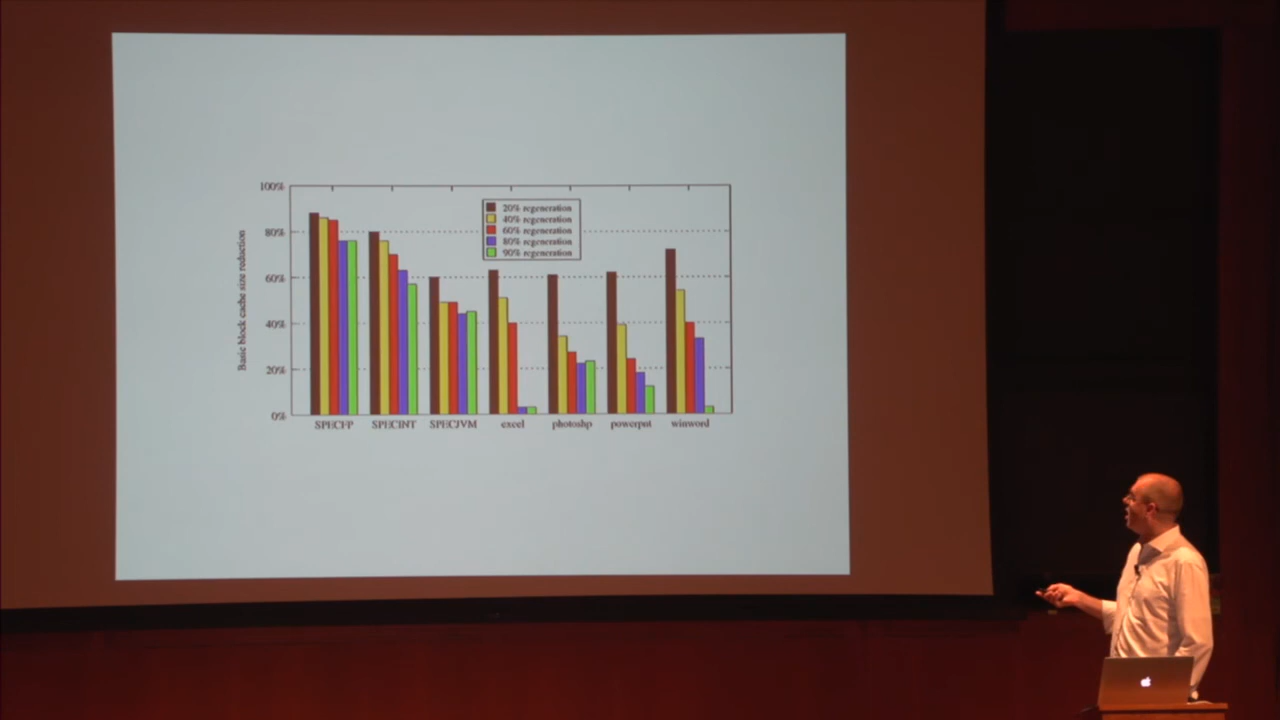 100%
80%
60%
40%
20%
0%
Basic block cache size reduction
20% regeneration
40% regeneration
60% regeneration
80% regeneration
90% regeneration
SPECFP
SPECINT
SPECJVM
excel
photoshp
powerpnt
winword